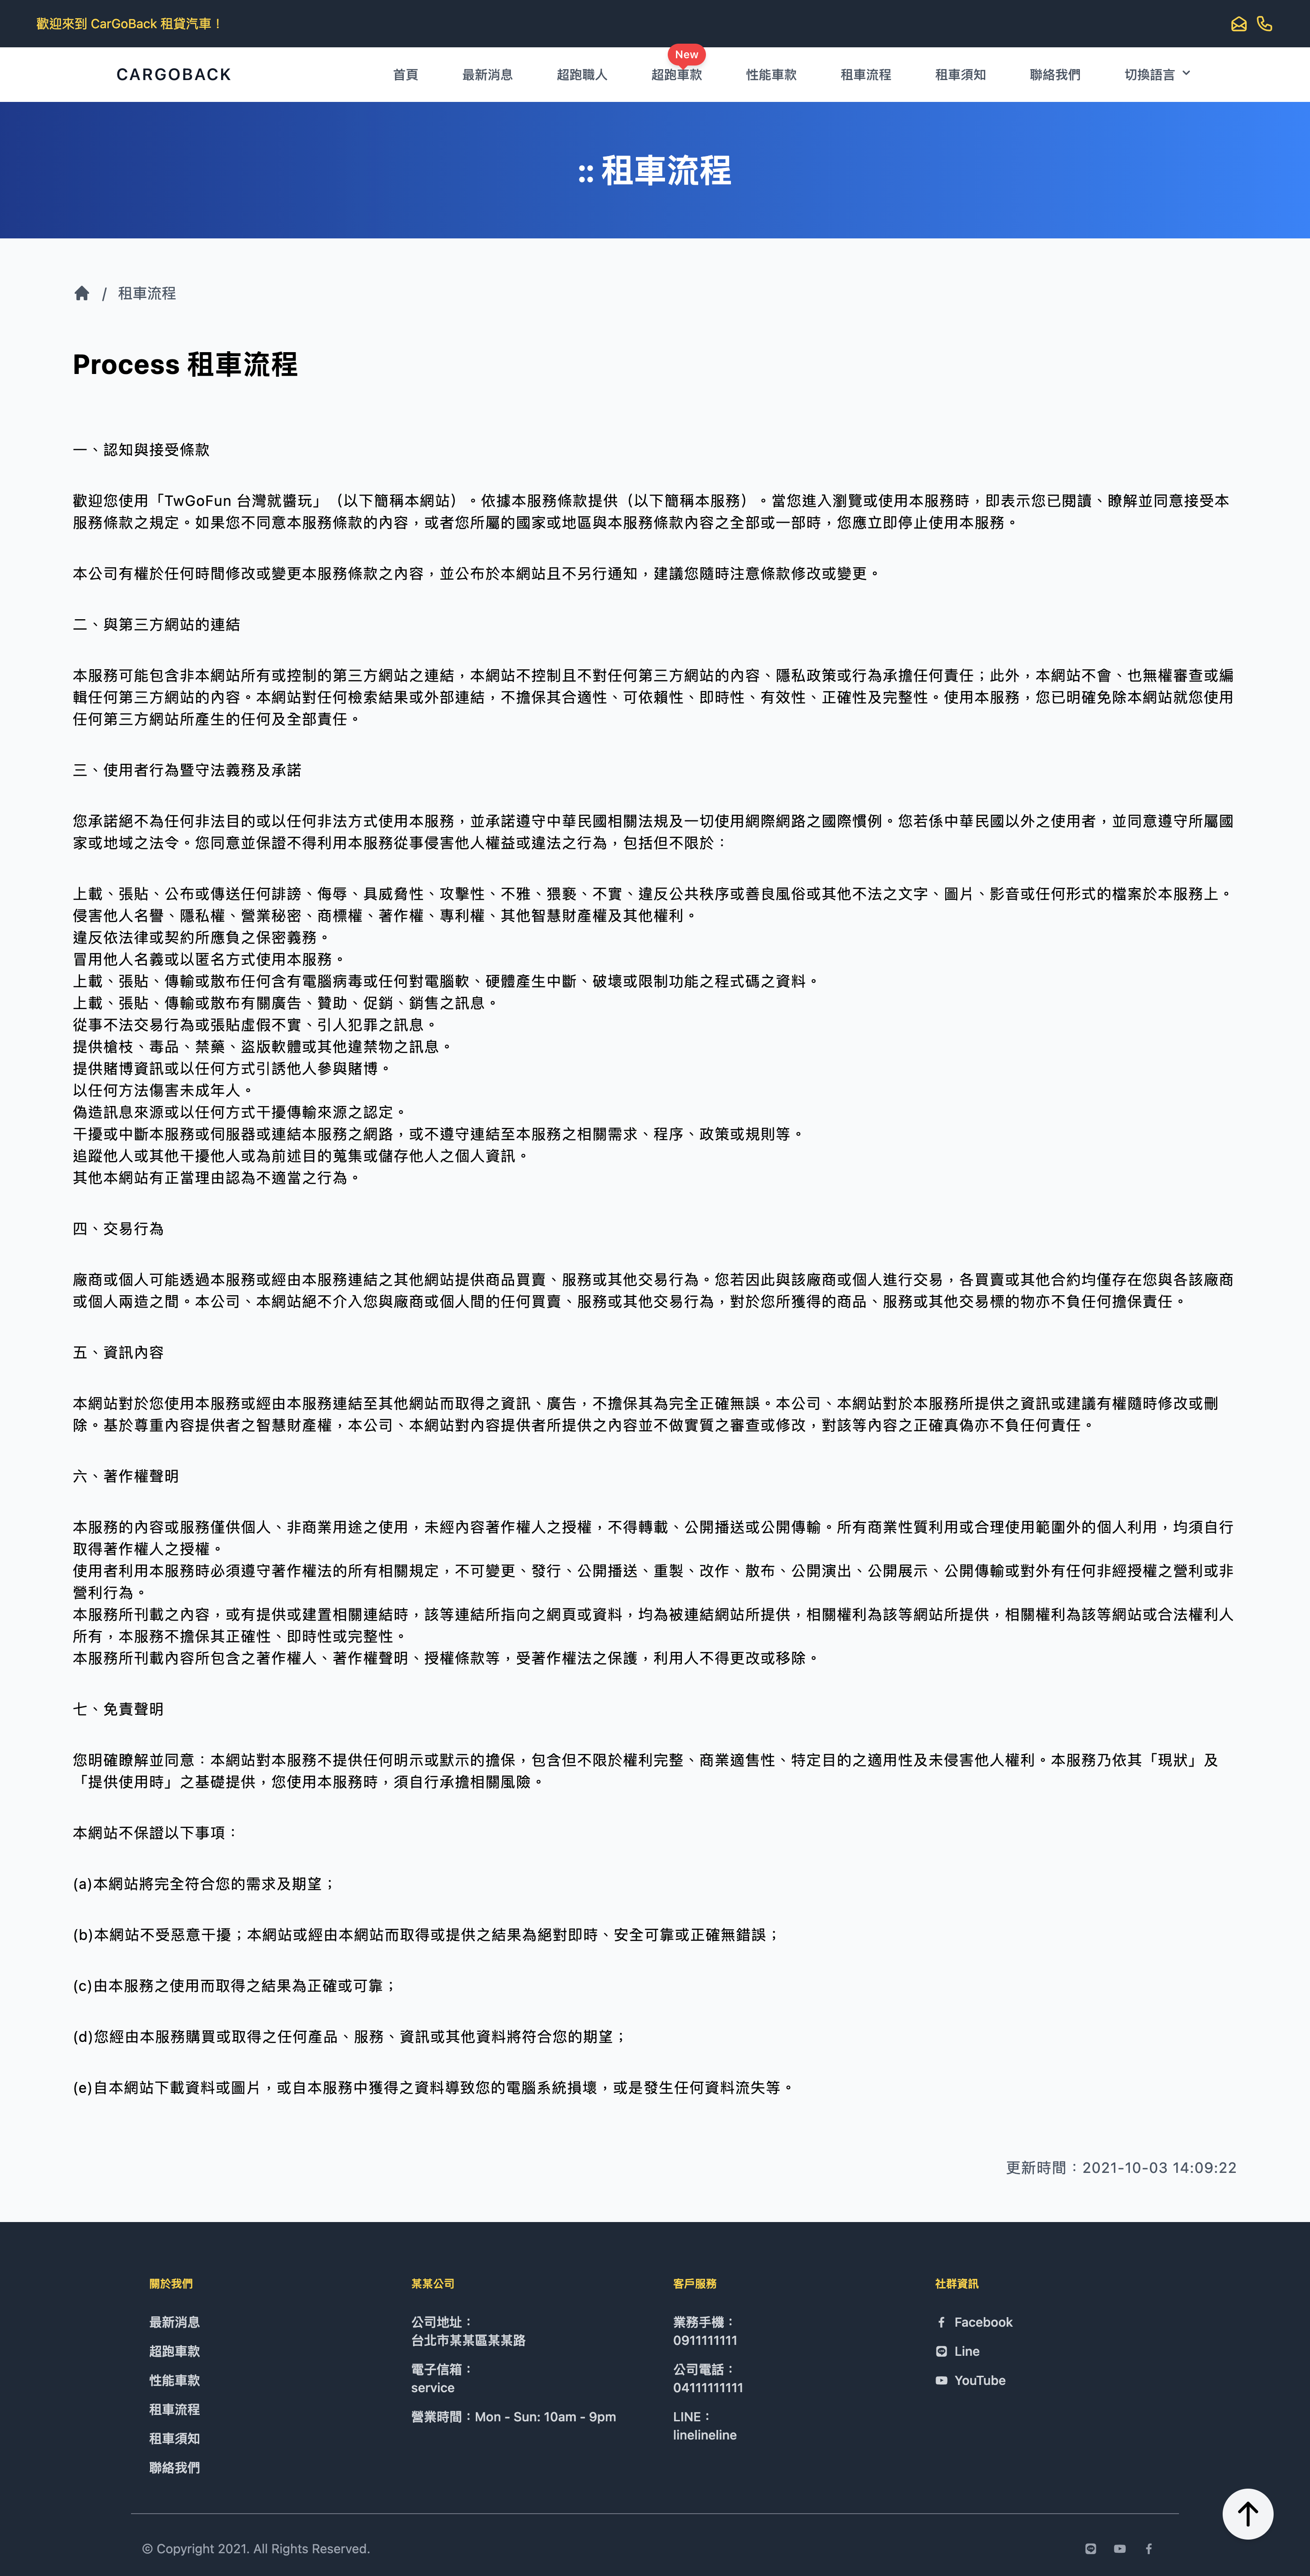 歡迎來到 CarGoBack 租貸汽車！
CARGOBACK
首頁
最新消息
超跑職人
New
超跑車款
性能車款
租車流程
租車須知
聯絡我們
切換語言
:: 租車流程
/ 租車流程
Process 租車流程
一、認知與接受條款
歡迎您使用「TwGoFun 台灣就醬玩」（以下簡稱本網站）。依據本服務條款提供（以下簡稱本服務）。當您進入瀏覽或使用本服務時，即表示您已閱讀、瞭解並同意接受本
服務條款之規定。如果您不同意本服務條款的內容，或者您所屬的國家或地區與本服務條款內容之全部或一部時，您應立即停止使用本服務。
本公司有權於任何時間修改或變更本服務條款之內容，並公布於本網站且不另行通知，建議您隨時注意條款修改或變更。
二、與第三方網站的連結
本服務可能包含非本網站所有或控制的第三方網站之連結，本網站不控制且不對任何第三方網站的內容、隱私政策或行為承擔任何責任；此外，本網站不會、也無權審查或編
輯任何第三方網站的內容。本網站對任何檢索結果或外部連結，不擔保其合適性、可依賴性、即時性、有效性、正確性及完整性。使用本服務，您已明確免除本網站就您使用
任何第三方網站所產生的任何及全部責任。
三、使用者行為暨守法義務及承諾
您承諾絕不為任何非法目的或以任何非法方式使用本服務，並承諾遵守中華民國相關法規及一切使用網際網路之國際慣例。您若係中華民國以外之使用者，並同意遵守所屬國
家或地域之法令。您同意並保證不得利用本服務從事侵害他人權益或違法之行為，包括但不限於：
上載、張貼、公布或傳送任何誹謗、侮辱、具威脅性、攻擊性、不雅、猥褻、不實、違反公共秩序或善良風俗或其他不法之文字、圖片、影音或任何形式的檔案於本服務上。
侵害他人名譽、隱私權、營業秘密、商標權、著作權、專利權、其他智慧財產權及其他權利。
違反依法律或契約所應負之保密義務。
冒用他人名義或以匿名方式使用本服務。
上載、張貼、傳輸或散布任何含有電腦病毒或任何對電腦軟、硬體產生中斷、破壞或限制功能之程式碼之資料。
上載、張貼、傳輸或散布有關廣告、贊助、促銷、銷售之訊息。
從事不法交易行為或張貼虛假不實、引人犯罪之訊息。
提供槍枝、毒品、禁藥、盜版軟體或其他違禁物之訊息。
提供賭博資訊或以任何方式引誘他人參與賭博。
以任何方法傷害未成年人。
偽造訊息來源或以任何方式干擾傳輸來源之認定。
干擾或中斷本服務或伺服器或連結本服務之網路，或不遵守連結至本服務之相關需求、程序、政策或規則等。
追蹤他人或其他干擾他人或為前述目的蒐集或儲存他人之個人資訊。
其他本網站有正當理由認為不適當之行為。
四、交易行為
廠商或個人可能透過本服務或經由本服務連結之其他網站提供商品買賣、服務或其他交易行為。您若因此與該廠商或個人進行交易，各買賣或其他合約均僅存在您與各該廠商
或個人兩造之間。本公司、本網站絕不介入您與廠商或個人間的任何買賣、服務或其他交易行為，對於您所獲得的商品、服務或其他交易標的物亦不負任何擔保責任。
五、資訊內容
本網站對於您使用本服務或經由本服務連結至其他網站而取得之資訊、廣告，不擔保其為完全正確無誤。本公司、本網站對於本服務所提供之資訊或建議有權隨時修改或刪
除。基於尊重內容提供者之智慧財產權，本公司、本網站對內容提供者所提供之內容並不做實質之審查或修改，對該等內容之正確真偽亦不負任何責任。
六、著作權聲明
本服務的內容或服務僅供個人、非商業用途之使用，未經內容著作權人之授權，不得轉載、公開播送或公開傳輸。所有商業性質利用或合理使用範圍外的個人利用，均須自行
取得著作權人之授權。
使用者利用本服務時必須遵守著作權法的所有相關規定，不可變更、發行、公開播送、重製、改作、散布、公開演出、公開展示、公開傳輸或對外有任何非經授權之營利或非
營利行為。
本服務所刊載之內容，或有提供或建置相關連結時，該等連結所指向之網頁或資料，均為被連結網站所提供，相關權利為該等網站所提供，相關權利為該等網站或合法權利人
所有，本服務不擔保其正確性、即時性或完整性。
本服務所刊載內容所包含之著作權人、著作權聲明、授權條款等，受著作權法之保護，利用人不得更改或移除。
七、免責聲明
您明確瞭解並同意：本網站對本服務不提供任何明示或默示的擔保，包含但不限於權利完整、商業適售性、特定目的之適用性及未侵害他人權利。本服務乃依其「現狀」及
「提供使用時」之基礎提供，您使用本服務時，須自行承擔相關風險。
本網站不保證以下事項：
(a)本網站將完全符合您的需求及期望；
(b)本網站不受惡意干擾；本網站或經由本網站而取得或提供之結果為絕對即時、安全可靠或正確無錯誤；
(c)由本服務之使用而取得之結果為正確或可靠；
(d)您經由本服務購買或取得之任何產品、服務、資訊或其他資料將符合您的期望；
(e)自本網站下載資料或圖片，或自本服務中獲得之資料導致您的電腦系統損壞，或是發生任何資料流失等。
更新時間：2021-10-03 14:09:22
關於我們
最新消息
超跑車款
性能車款
租車流程
租車須知
聯絡我們
某某公司
公司地址：
台北市某某區某某路
電子信箱：
service
營業時間：Mon - Sun: 10am - 9pm
客戶服務
業務手機：
0911111111
公司電話：
04111111111
LINE：
linelineline
社群資訊
Facebook
Line
YouTube
© Copyright 2021. All Rights Reserved.